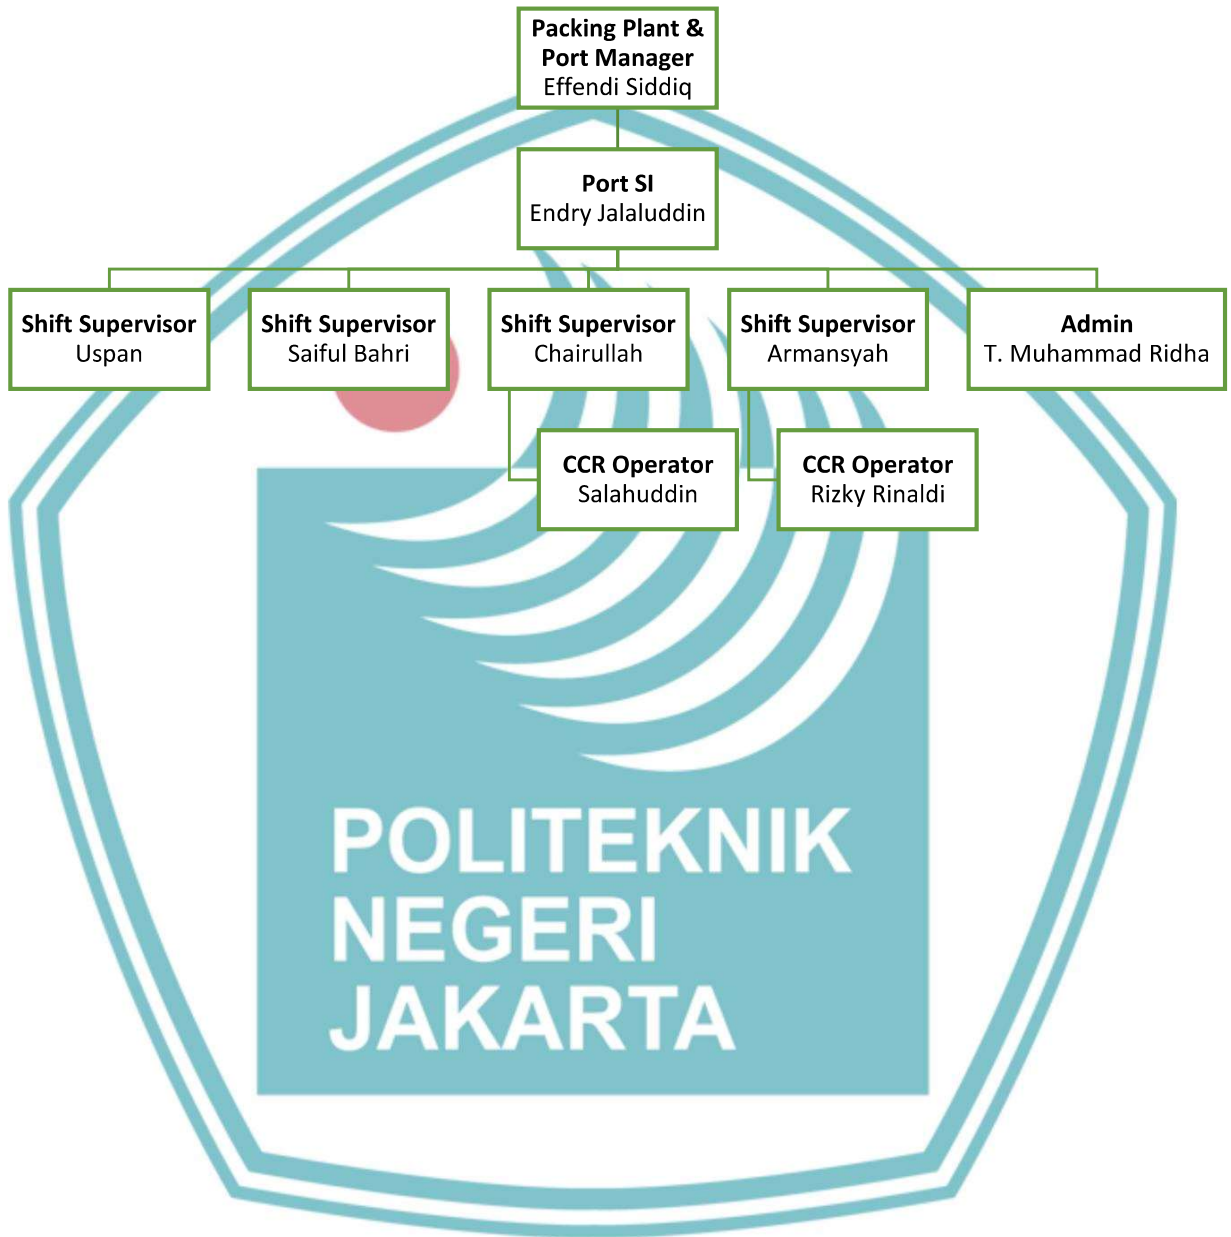 Packing Plant &
Port Manager
Effendi Siddiq
Port SI
Endry Jalaluddin
Shift Supervisor
Uspan
Shift Supervisor
Saiful Bahri
Shift Supervisor
Chairullah
Shift Supervisor
Armansyah
Admin
T. Muhammad Ridha
CCR Operator
Salahuddin
CCR Operator
Rizky Rinaldi
POLITEKNIK
NEGERI
JAKARTA